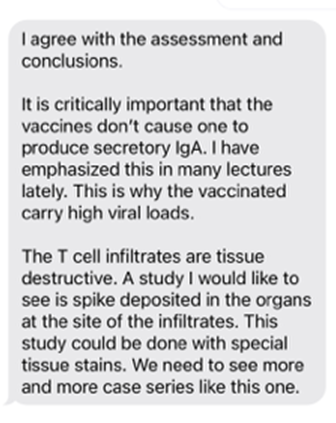 I agree with the assessment and
conclusions.
It is critically important that the
vaccines don't cause one to
produce secretory IgA. I have
emphasized this in many lectures
lately. This is why the vaccinated
carry high viral loads.
The T cell infiltrates are tissue
destructive. A study I would like to
see is spike deposited in the organs
at the site of the infiltrates. This
study could be done with special
tissue stains. We need to see more
and more case series like this one.